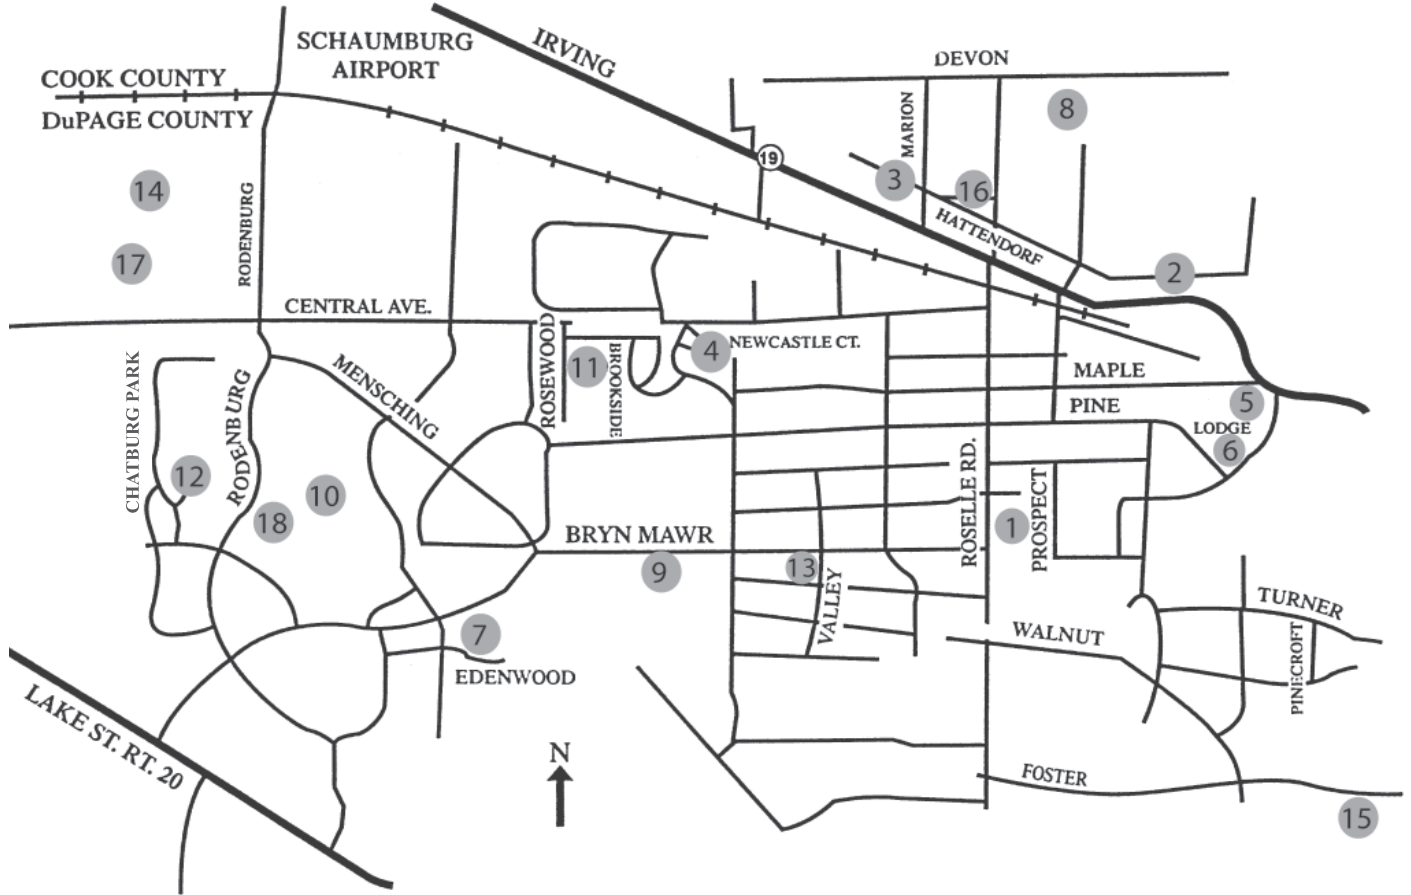 SCHAUMBURG
AIRPORT
IRVING
DEVON
COOK COUNTY
DuPAGE COUNTY
8
MARION
19
3
16
14
RODENBURG
HATTENDORF
17
2
CENTRAL AVE.
ROSEWOOD
NEWCASTLE CT.
4
11
BROOKSIDE
CHATBURG PARK
MENSCHING
MAPLE
RODENBURG
PINE
5
LODGE
6
12
10
18
ROSELLE RD.
1
PROSPECT
BRYN MAWR
9
13
VALLEY
TURNER
7
WALNUT
PINECROFT
EDENWOOD
LAKE ST. RT. 20
N
FOSTER
15